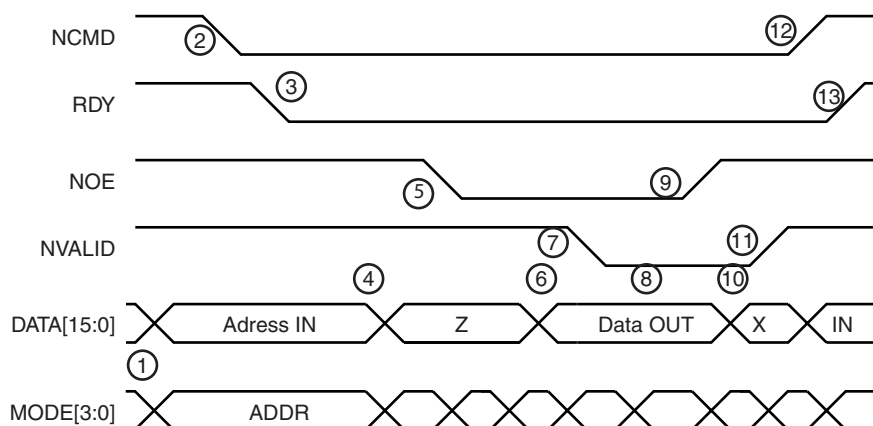 NCMD ② ⑫
RDY ③ ⑬
NOE ⑤ ⑨
NVALID ⑦ ⑪
④ ⑥ ⑧ ⑩
DATA[15:0] Adress IN Z Data OUT X IN
①
MODE[3:0] ADDR